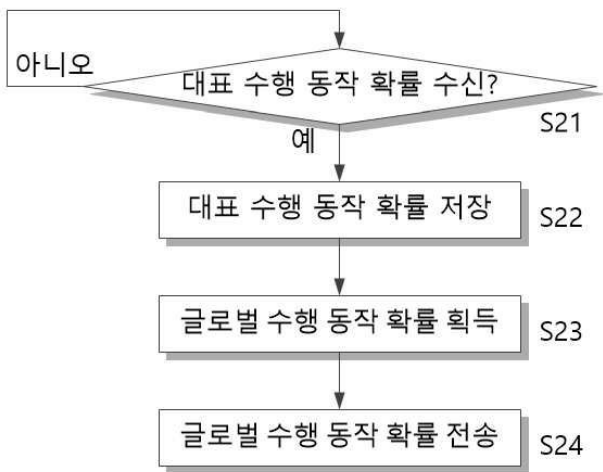 아니오
대표 수행 동작 확률 수신?
S21
예
대표 수행 동작 확률 저장
S22
글로벌 수행 동작 확률 획득
S23
글로벌 수행 동작 확률 전송
S24